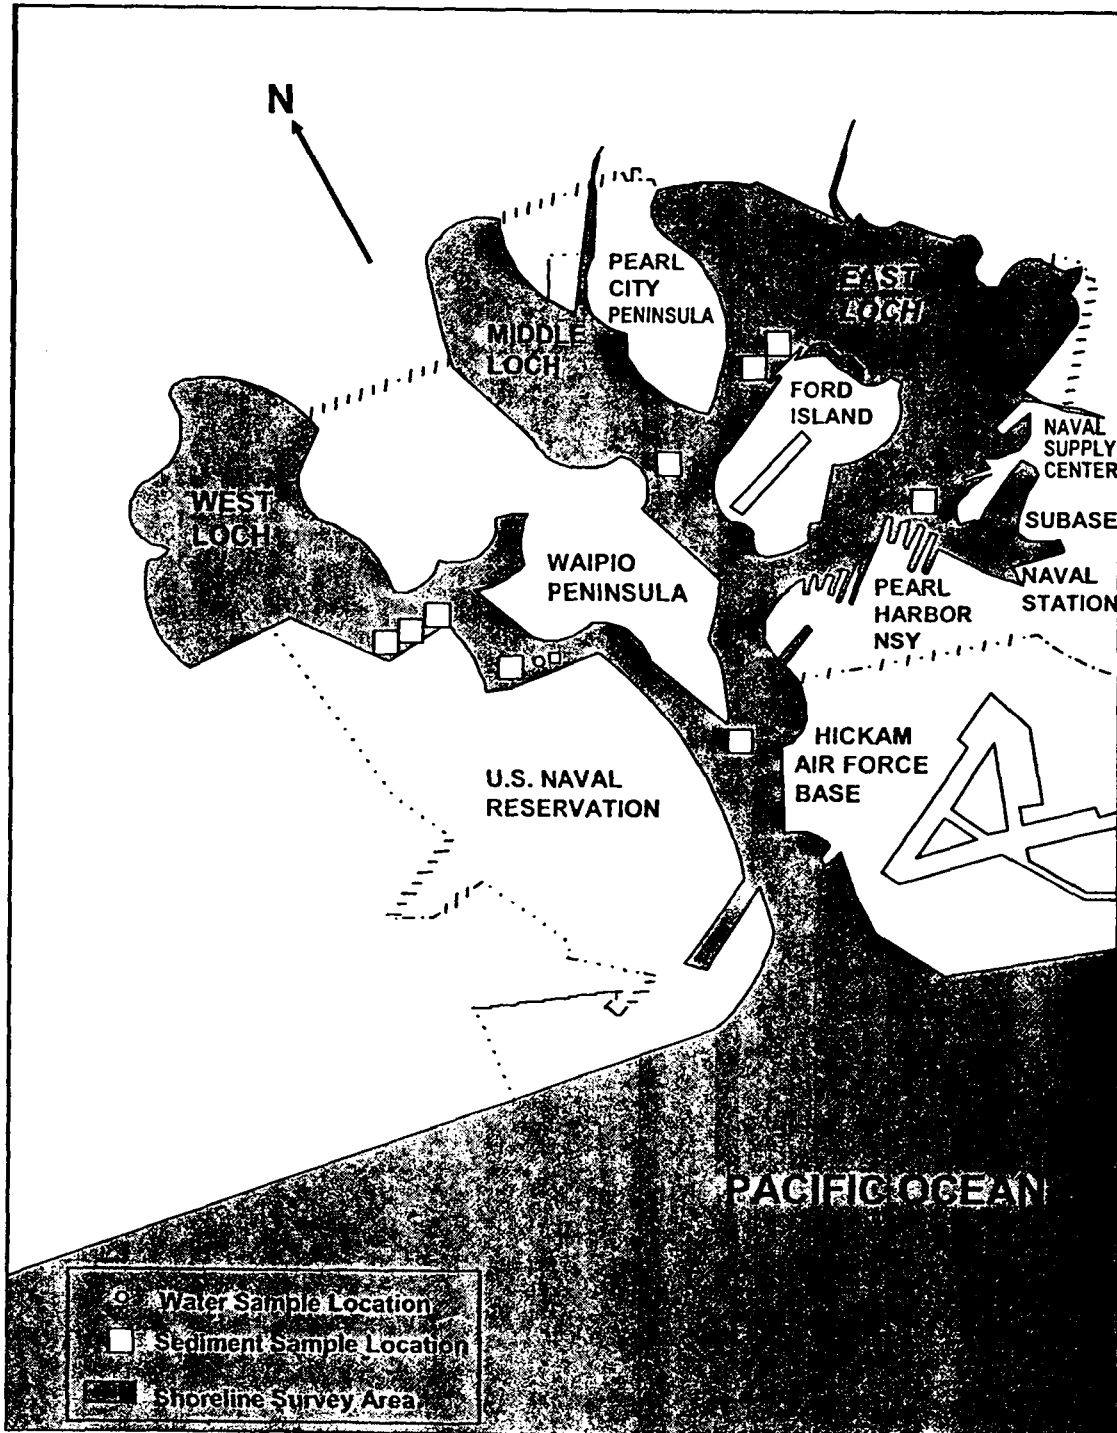 N
PEARL
CITY
PENINSULA
EAST
LOCH
MIDDLE
LOCH
FORD
ISLAND
NAVAL
SUPPLY
CENTER
WEST
LOCH
SUBASE
WAIPIO
PENINSULA
PEARL
HARBOR
NSY
NAVAL
STATION
HICKAM
AIR FORCE
BASE
U.S. NAVAL
RESERVATION
PACIFIC OCEAN
Water Sample Location
Sediment Sample Location
Shoreline Survey Area